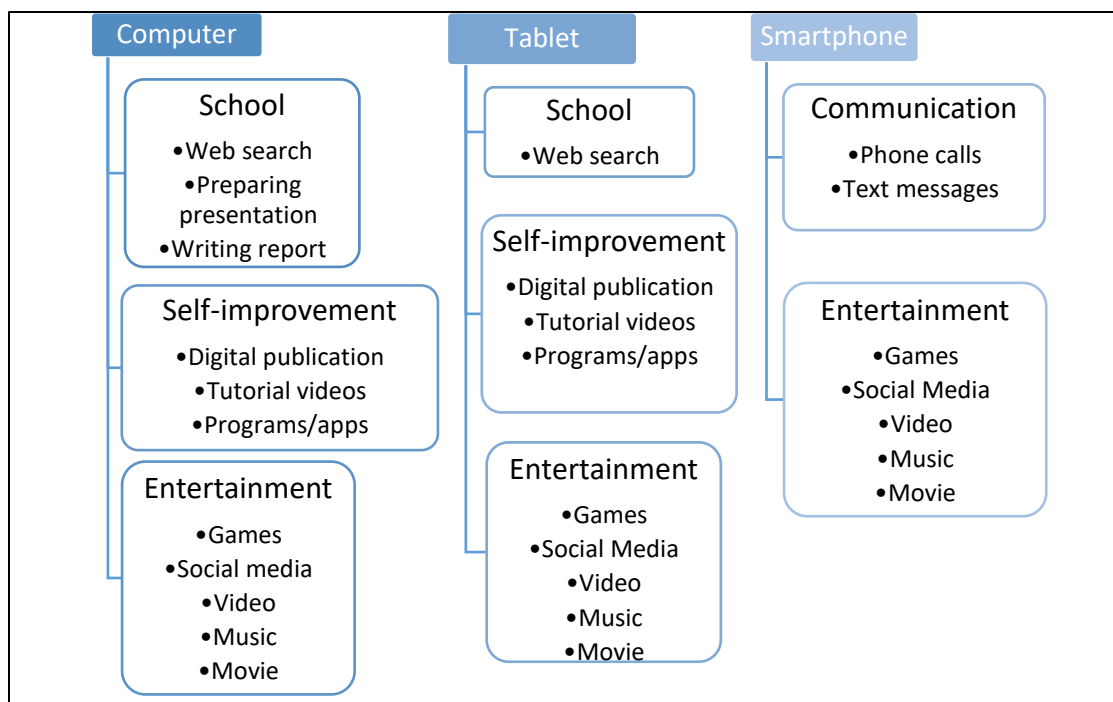 Computer
School
•Web search
•Preparing
presentation
•Writing report
Self-improvement
•Digital publication
•Tutorial videos
•Programs/apps
Entertainment
•Games
•Social media
•Video
•Music
•Movie
Tablet
School
•Web search
Self-improvement
•Digital publication
•Tutorial videos
•Programs/apps
Entertainment
•Games
•Social Media
•Video
•Music
•Movie
Smartphone
Communication
•Phone calls
•Text messages
Entertainment
•Games
•Social Media
•Video
•Music
•Movie